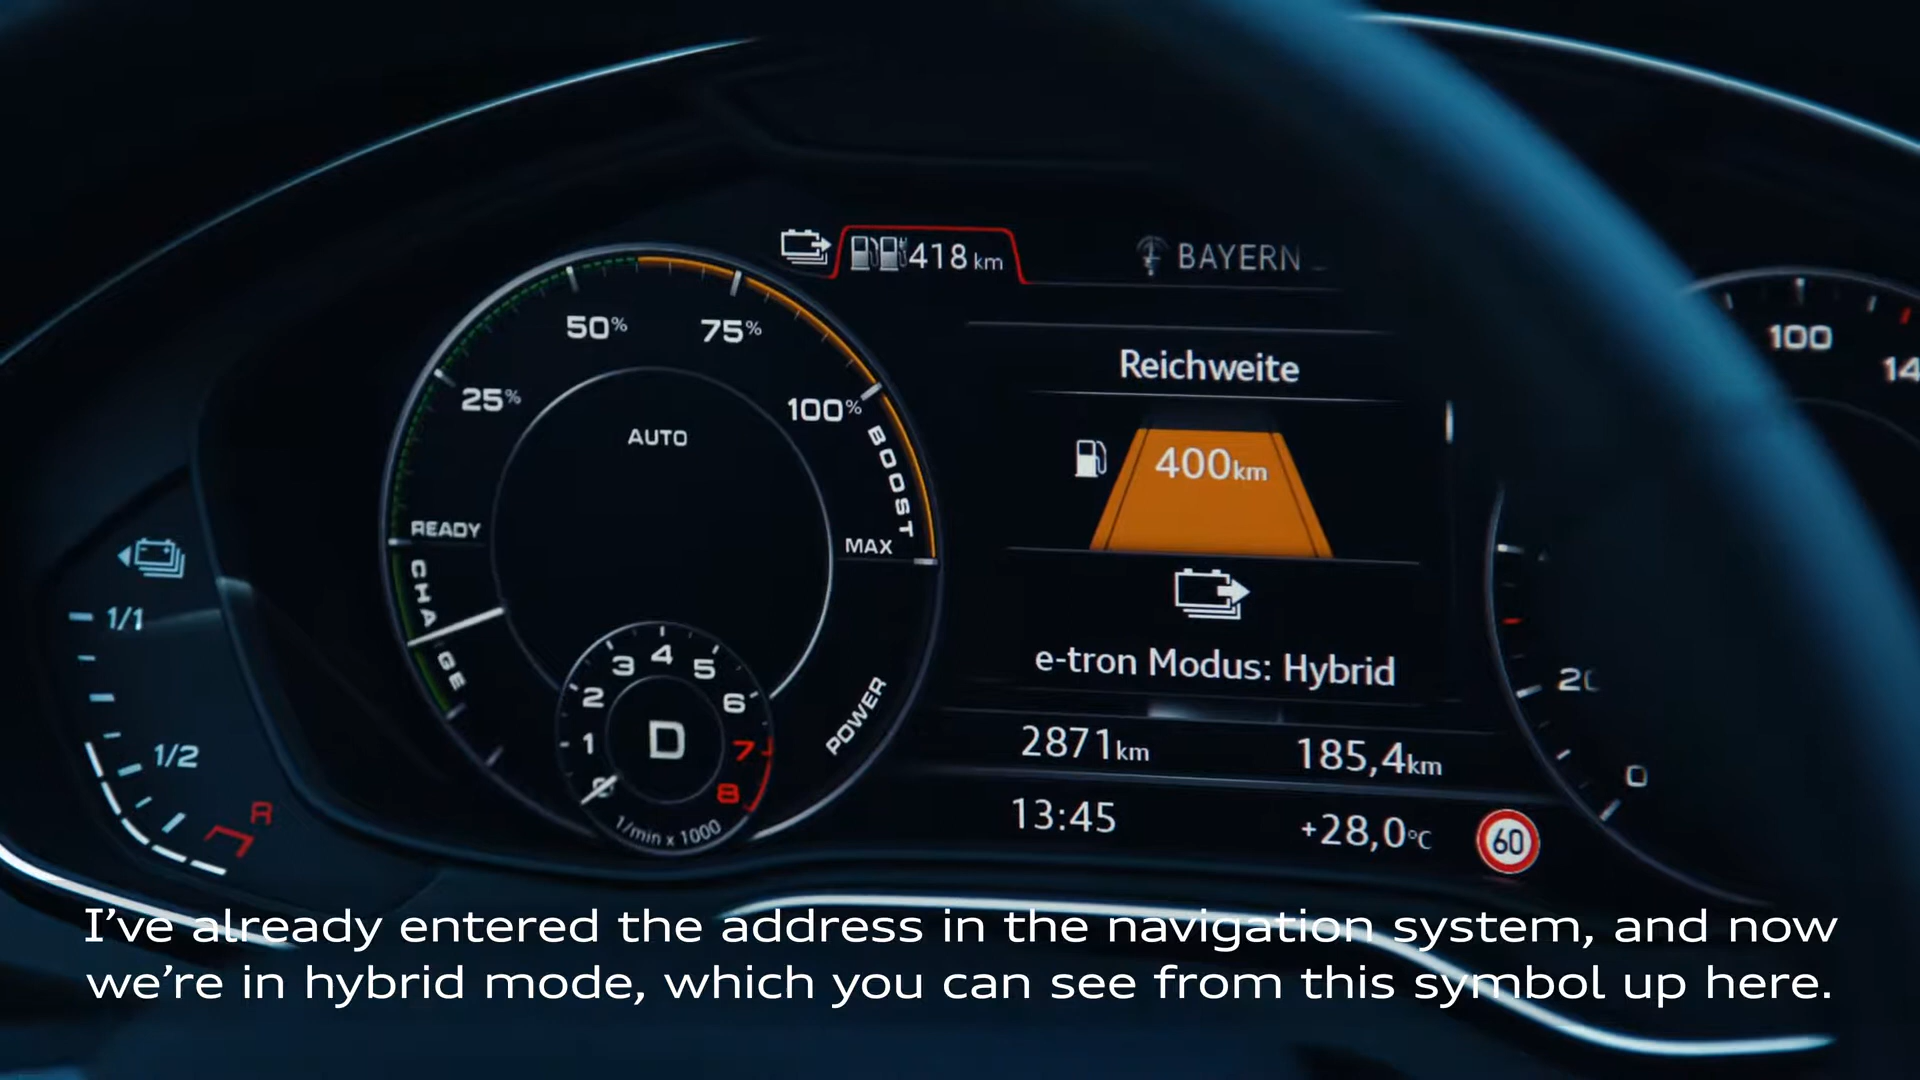 418 km
BAYERN
50%
75%
25%
100%
AUTO
BOOST
READY
MAX
CHARGE
POWER
Reichweite
400km
e-tron Modus: Hybrid
2871km
185,4km
13:45
+28,0°C
60
1/1
1/2
R
0
1
2
3
4
5
6
7
8
D
1/min x 1000
100
0
I've already entered the address in the navigation system, and now
we're in hybrid mode, which you can see from this symbol up here.